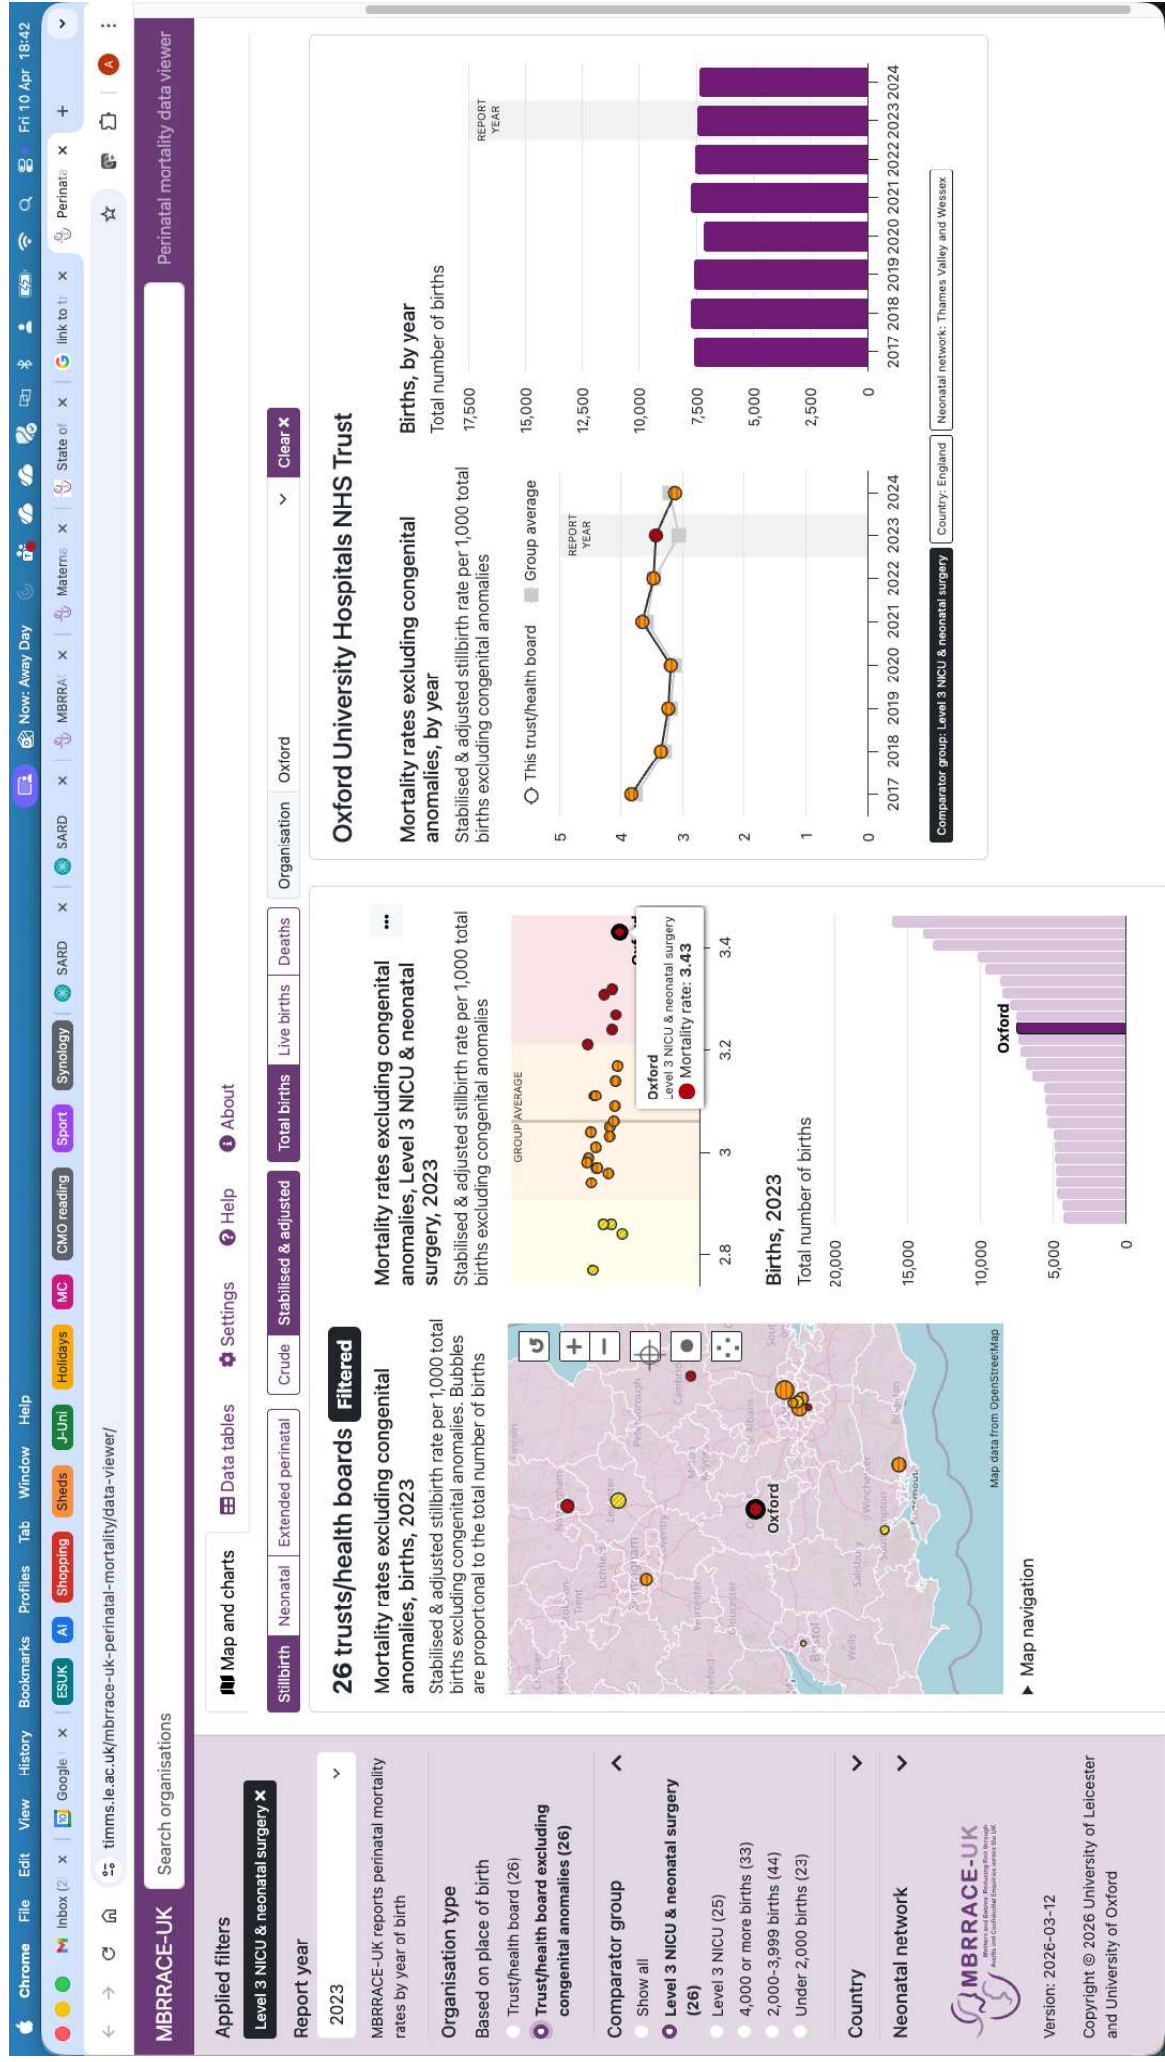 Chrome File Edit View History Bookmarks Profiles Tab Window Help Now: Away Day Fri 10 Apr 18:42
Inbox (2 Google SARD SARD MBRRA Materna State of link to tr Perinata
timms.le.ac.uk/mbrrace-uk-perinatal-mortality/data-viewer/
ESUK AI Shopping Sheds J-Uni Holidays MC CMO reading Sport Synology
MBRRACE-UK
Search organisations
Perinatal mortality data viewer
Applied filters
Level 3 NICU & neonatal surgery ×
Report year
2023
MBRRACE-UK reports perinatal mortality
rates by year of birth
Organisation type
Based on place of birth
Trust/health board (26)
Trust/health board excluding
congenital anomalies (26)
Comparator group
Show all
Level 3 NICU & neonatal surgery
(26)
Level 3 NICU (25)
4,000 or more births (33)
2,000-3,999 births (44)
Under 2,000 births (23)
Country
Neonatal network
MBRRACE-UK
Version: 2026-03-12
Copyright © 2026 University of Leicester
and University of Oxford
Map and charts Data tables Settings Help About
Stillbirth Neonatal Extended perinatal Crude Stabilised & adjusted Total births Live births Deaths Organisation Oxford Clear ×
26 trusts/health boards Filtered
Mortality rates excluding congenital
anomalies, births, 2023
Stabilised & adjusted stillbirth rate per 1,000 total
births excluding congenital anomalies. Bubbles
are proportional to the total number of births
Oxford
Salisbury
Wells
Bristol
Winchester
Map data from OpenStreetMap
Map navigation
Mortality rates excluding congenital
anomalies, Level 3 NICU & neonatal
surgery, 2023
Stabilised & adjusted stillbirth rate per 1,000 total
births excluding congenital anomalies
GROUP AVERAGE
Oxford
Level 3 NICU & neonatal surgery
Mortality rate: 3.43
2.8 3 3.2 3.4
Births, 2023
Total number of births
20,000
15,000
10,000
5,000
0
Oxford
Oxford University Hospitals NHS Trust
Mortality rates excluding congenital
anomalies, by year
Stabilised & adjusted stillbirth rate per 1,000 total
births excluding congenital anomalies
This trust/health board Group average
REPORT
YEAR
5
4
3
2
1
0
2017 2018 2019 2020 2021 2022 2023 2024
Births, by year
Total number of births
REPORT
YEAR
17,500
15,000
12,500
10,000
7,500
5,000
2,500
0
2017 2018 2019 2020 2021 2022 2023 2024
Comparator group: Level 3 NICU & neonatal surgery Country: England Neonatal network: Thames Valley and Wessex